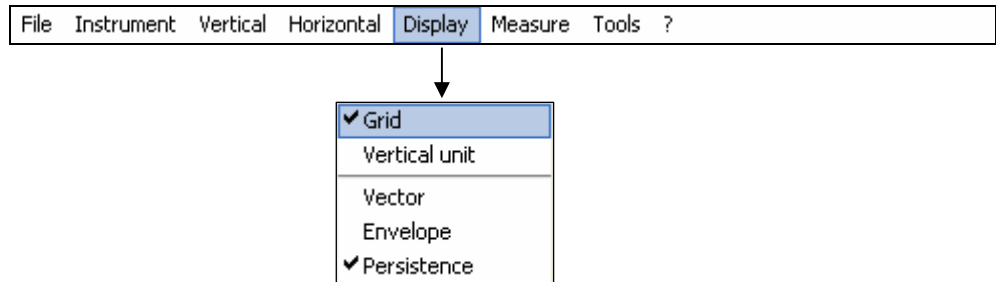 File Instrument Vertical Horizontal Display Measure Tools ?
Grid
Vertical unit
Vector
Envelope
Persistence